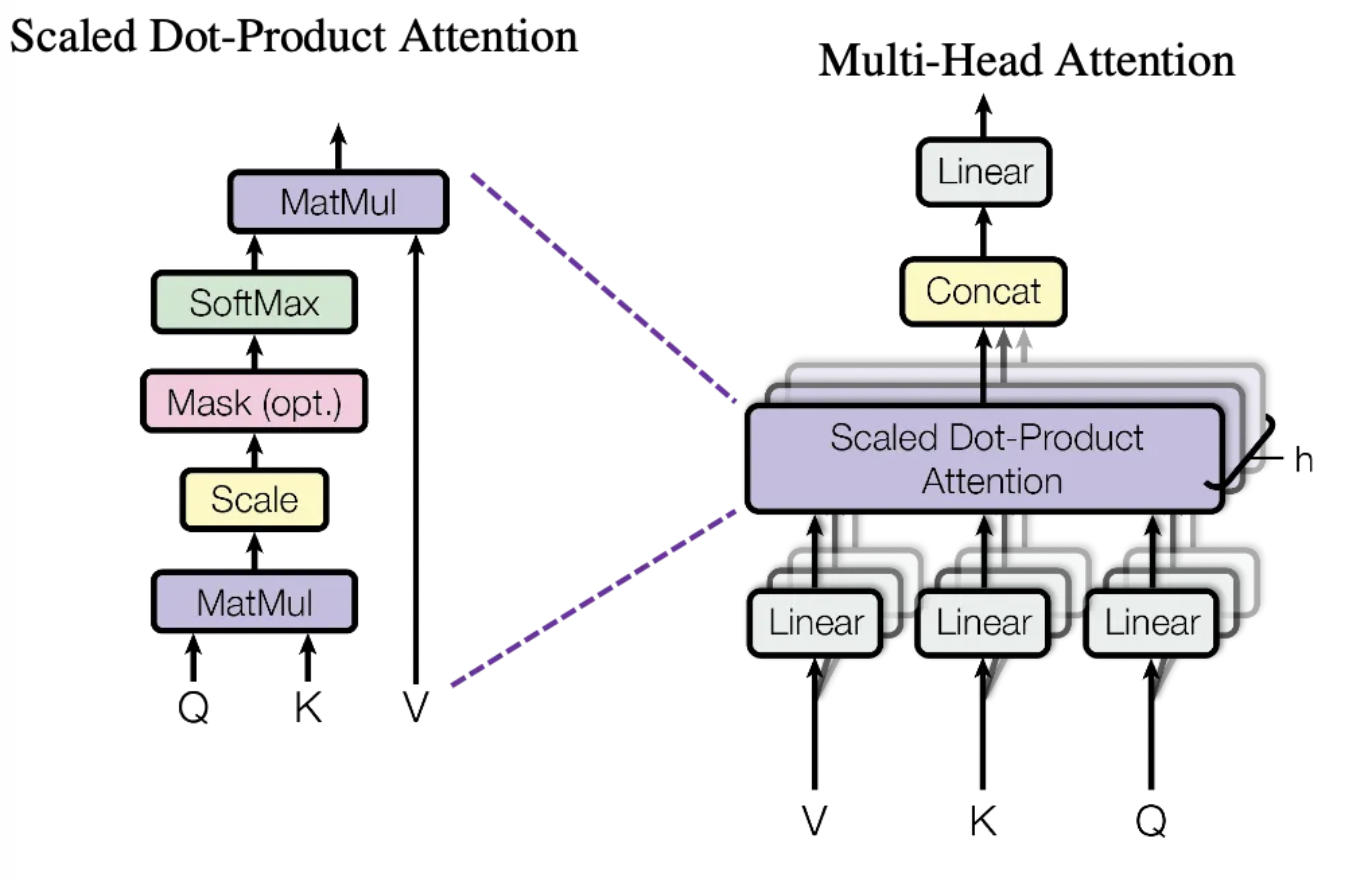 Scaled Dot-Product Attention
MatMul
SoftMax
Mask (opt.)
Scale
MatMul
Q K V
Multi-Head Attention
Linear
Concat
Scaled Dot-Product
Attention
h
Linear Linear Linear
V K Q